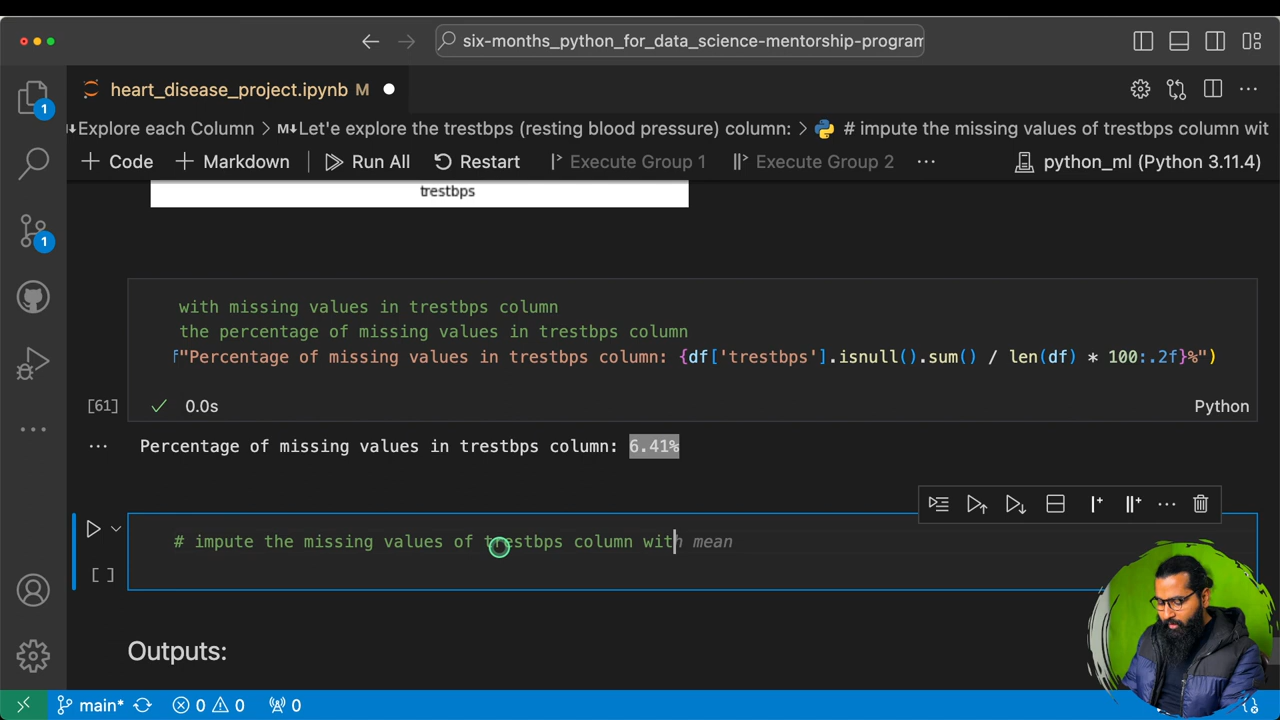 six-months_python_for_data_science-mentorship-program
heart_disease_project.ipynb M
1
Explore each Column > M↓Let's explore the trestbps (resting blood pressure) column: > # impute the missing values of trestbps column wit
+ Code + Markdown Run All Restart Execute Group 1 Execute Group 2 ... python_ml (Python 3.11.4)
trestbps
1
with missing values in trestbps column
the percentage of missing values in trestbps column
f"Percentage of missing values in trestbps column: {df['trestbps'].isnull().sum() / len(df) * 100:.2f}%")
[61] 0.0s Python
... Percentage of missing values in trestbps column: 6.41%
# impute the missing values of trestbps column with mean
[ ]
Outputs:
main* 0 0 0